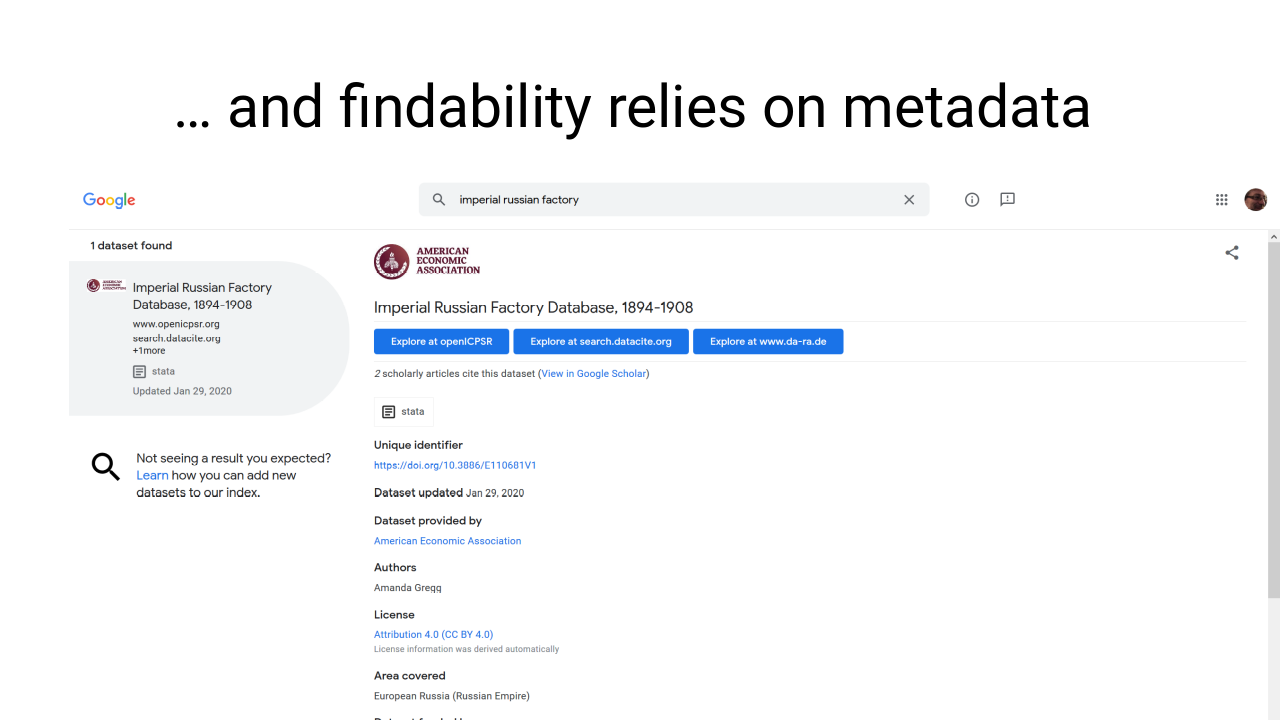 … and findability relies on metadata
Google
imperial russian factory
1 dataset found
AMERICAN
ECONOMIC
ASSOCIATION
Imperial Russian Factory
Database, 1894-1908
www.openicpsr.org
search.datacite.org
+1more
stata
Updated Jan 29, 2020
Not seeing a result you expected?
Learn how you can add new
datasets to our index.
AMERICAN
ECONOMIC
ASSOCIATION
Imperial Russian Factory Database, 1894-1908
Explore at openICPSR
Explore at search.datacite.org
Explore at www.da-ra.de
2 scholarly articles cite this dataset (View in Google Scholar)
stata
Unique identifier
https://doi.org/10.3886/E110681V1
Dataset updated Jan 29, 2020
Dataset provided by
American Economic Association
Authors
Amanda Gregg
License
Attribution 4.0 (CC BY 4.0)
License information was derived automatically
Area covered
European Russia (Russian Empire)